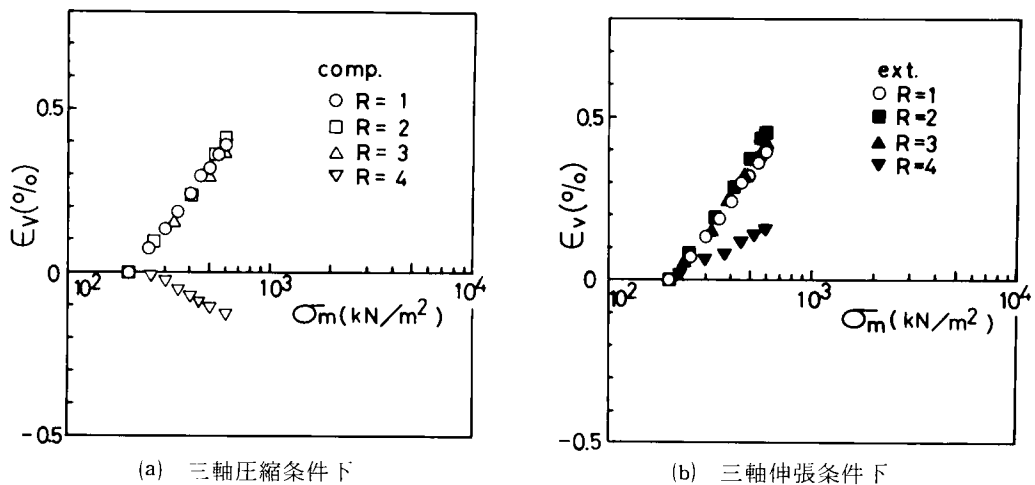 comp.
○ R = 1
□ R = 2
△ R = 3
▽ R = 4
0.5
0
-0.5
εv(%)
10² 10³ 10⁴
σm(kN/m²)
(a) 三軸圧縮条件下
ext.
○ R=1
■ R=2
▲ R=3
▼ R=4
0.5
0
-0.5
εv(%)
10² 10³ 10⁴
σm(kN/m²)
(b) 三軸伸張条件下